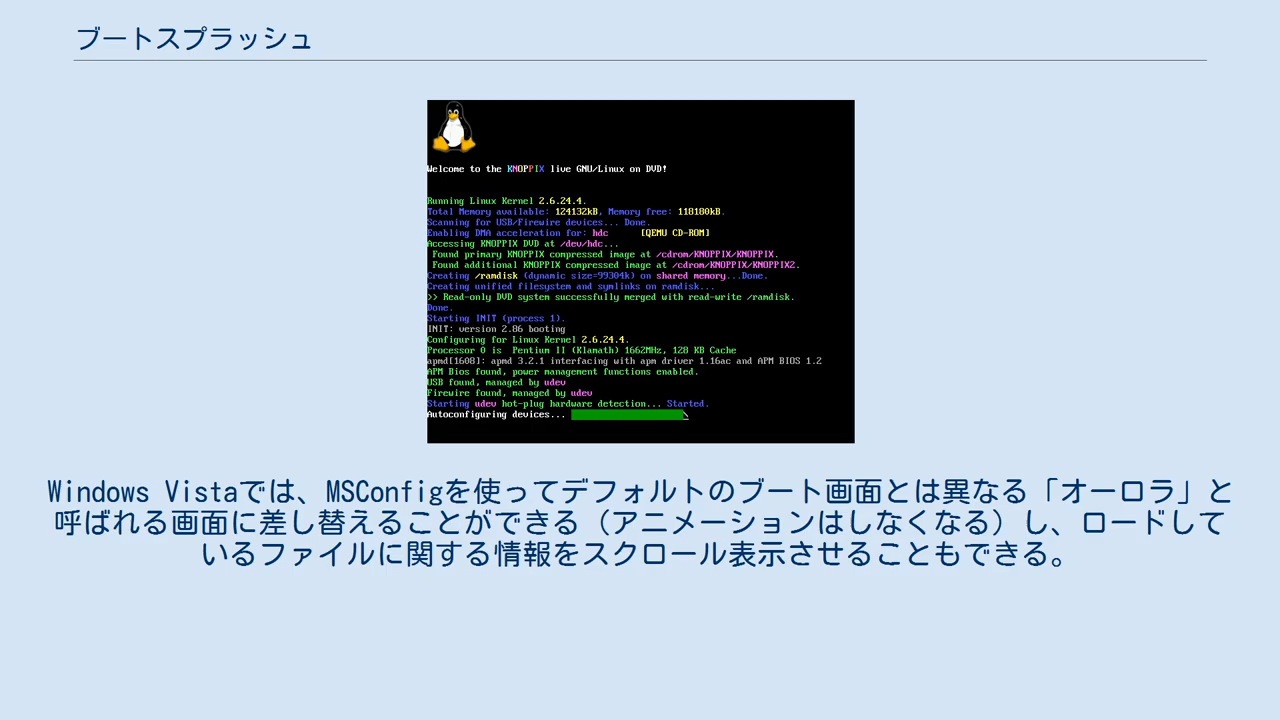 ブートスプラッシュ
Welcome to the KNOPPIX live GNU/Linux on DVD!
Running Linux Kernel 2.6.24.4.
Total Memory available: 124132kB, Memory free: 118180kB.
Scanning for USB/Firewire devices... Done.
Enabling DMA acceleration for: hdc [QEMU CD-ROM]
Accessing KNOPPIX DVD at /dev/hdc...
Found primary KNOPPIX compressed image at /cdrom/KNOPPIX/KNOPPIX.
Found additional KNOPPIX compressed image at /cdrom/KNOPPIX/KNOPPIX2.
Creating /ramdisk (dynamic size=99304k) on shared memory...Done.
Creating unified filesystem and symlinks on ramdisk...
>> Read-only DVD system successfully merged with read-write /ramdisk.
Done.
Starting INIT (process 1).
INIT: version 2.86 booting
Configuring for Linux Kernel 2.6.24.4.
Processor 0 is Pentium II (Klamath) 1662MHz, 128 KB Cache
apmd[1608]: apmd 3.2.1 interfacing with apm driver 1.16ac and APM BIOS 1.2
APM Bios found, power management functions enabled.
USB found, managed by udev
Firewire found, managed by udev
Starting udev hot-plug hardware detection... Started.
Autoconfiguring devices...
Windows Vistaでは、MSConfigを使ってデフォルトのブート画面とは異なる「オーロラ」と
呼ばれる画面に差し替えることができる（アニメーションはしなくなる）し、ロードして
いるファイルに関する情報をスクロール表示させることもできる。